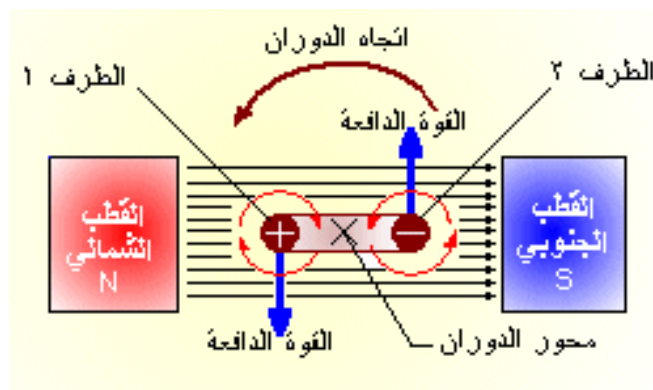 اتجاه الدوران
الطرف ٢
الطرف ١
القوة الدافعة
القطب
الجنوبي
S
القطب
الشمالي
N
+
−
القوة الدافعة
محور الدوران